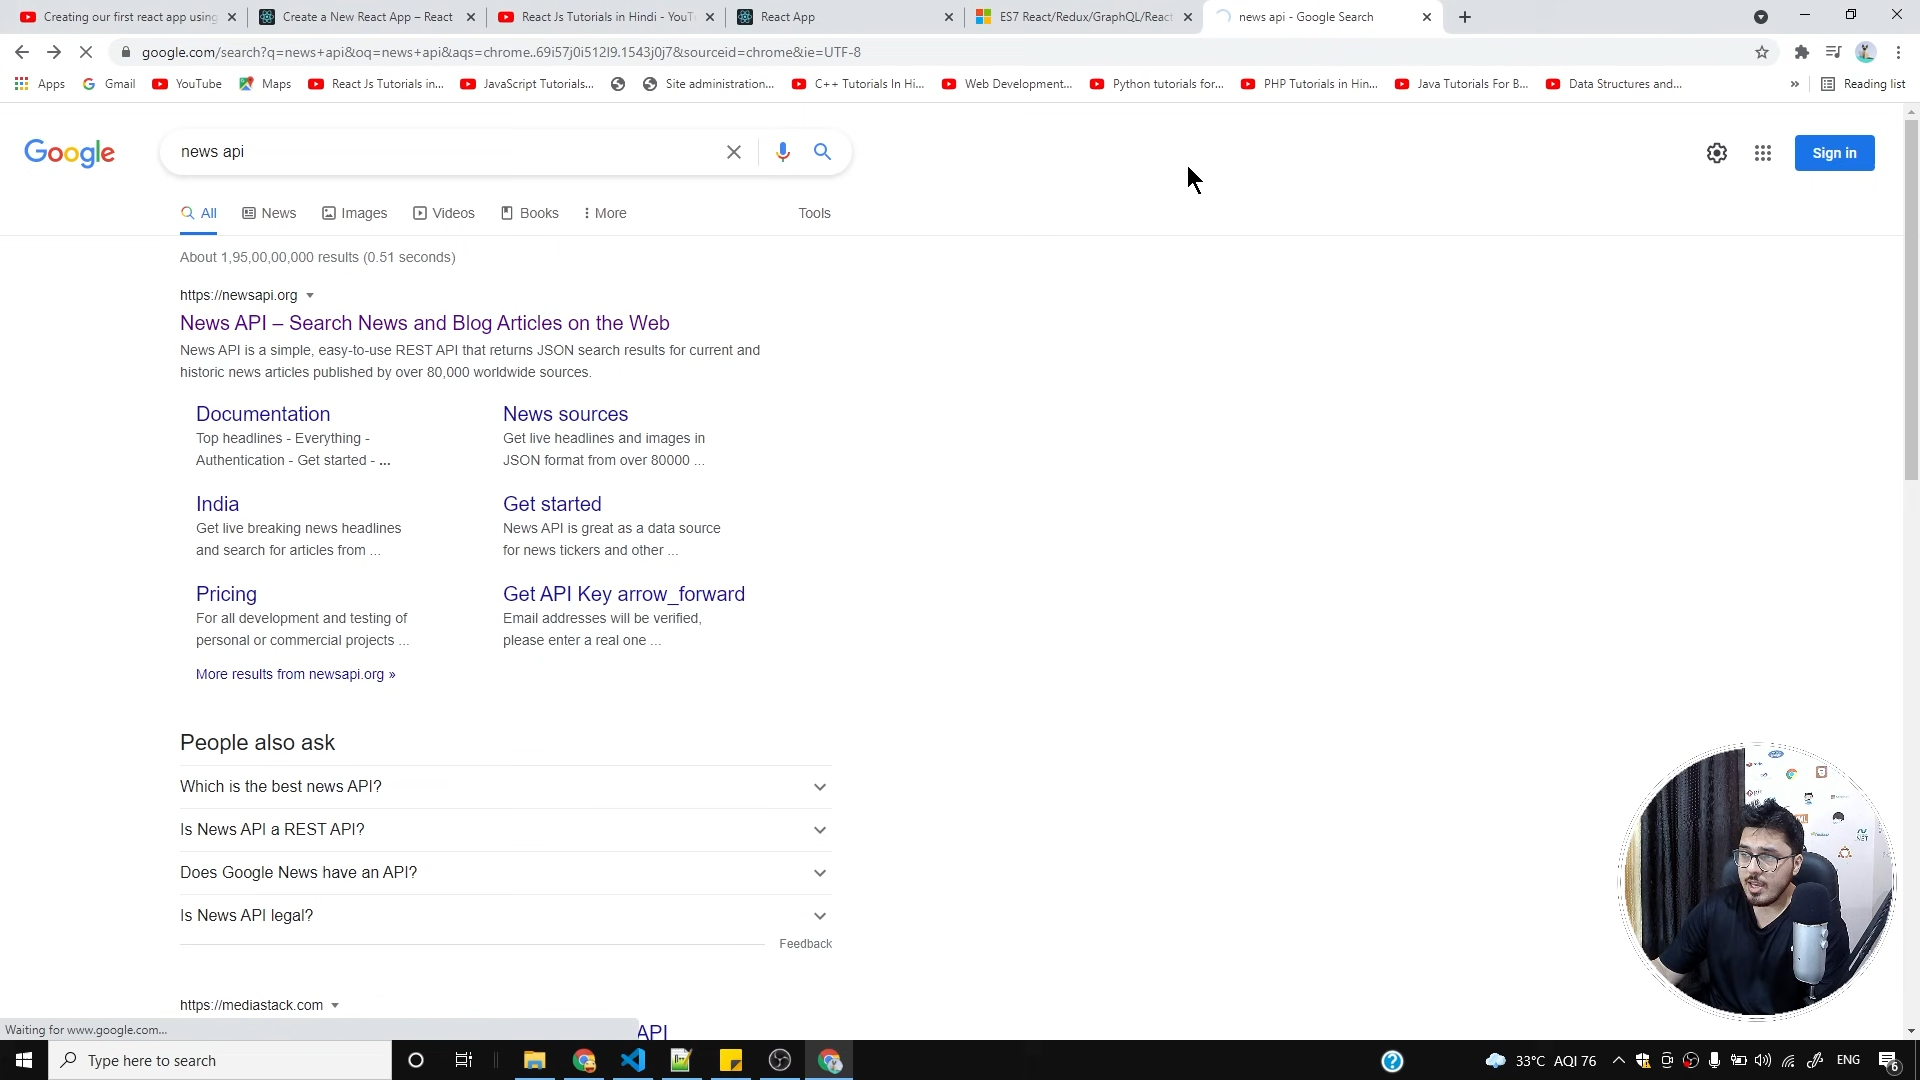 Creating our first react app using
Create a New React App – React
React Js Tutorials in Hindi - YouT
React App
ES7 React/Redux/GraphQL/React
news api - Google Search
google.com/search?q=news+api&oq=news+api&aqs=chrome..69i57j0i512l9.1543j0j7&sourceid=chrome&ie=UTF-8
Apps
Gmail
YouTube
Maps
React Js Tutorials in...
JavaScript Tutorials...
Site administration...
C++ Tutorials In Hi...
Web Development...
Python tutorials for...
PHP Tutorials in Hin...
Java Tutorials For B...
Data Structures and...
»
Reading list
Google
news api
Sign in
All
News
Images
Videos
Books
More
Tools
About 1,95,00,00,000 results (0.51 seconds)
https://newsapi.org
News API – Search News and Blog Articles on the Web
News API is a simple, easy-to-use REST API that returns JSON search results for current and
historic news articles published by over 80,000 worldwide sources.
Documentation
Top headlines - Everything -
Authentication - Get started - ...
News sources
Get live headlines and images in
JSON format from over 80000 ...
India
Get live breaking news headlines
and search for articles from ...
Get started
News API is great as a data source
for news tickers and other ...
Pricing
For all development and testing of
personal or commercial projects ...
Get API Key arrow_forward
Email addresses will be verified,
please enter a real one ...
More results from newsapi.org »
People also ask
Which is the best news API?
Is News API a REST API?
Does Google News have an API?
Is News API legal?
Feedback
https://mediastack.com
API
Waiting for www.google.com...
Type here to search
33°C AQI 76
ENG
6